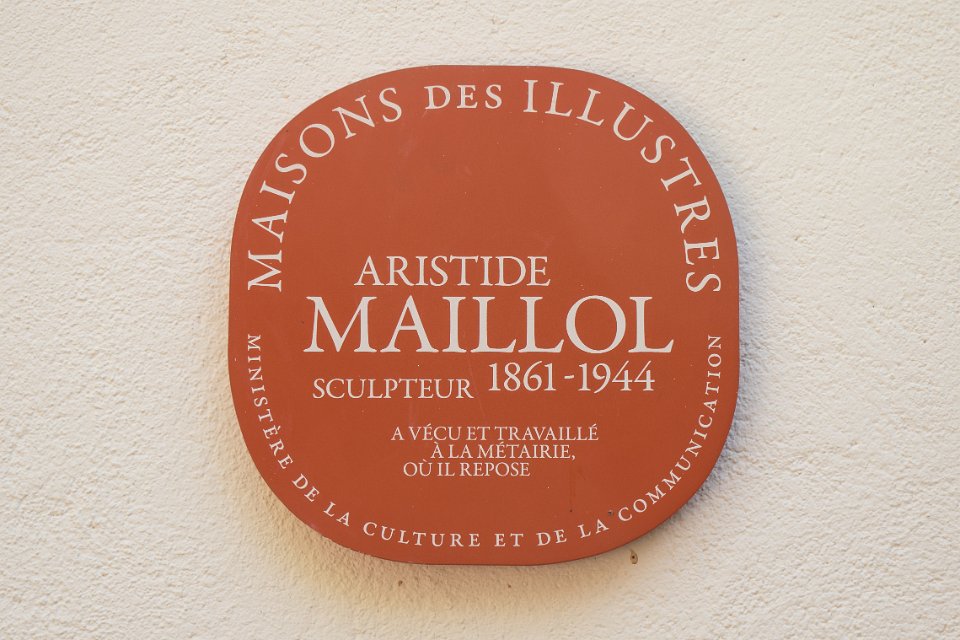 MAISONS DES ILLUSTRES
ARISTIDE
MAILLOL
SCULPTEUR 1861-1944
A VÉCU ET TRAVAILLÉ
À LA MÉTAIRIE,
OÙ IL REPOSE
MINISTÈRE DE LA CULTURE ET DE LA COMMUNICATION